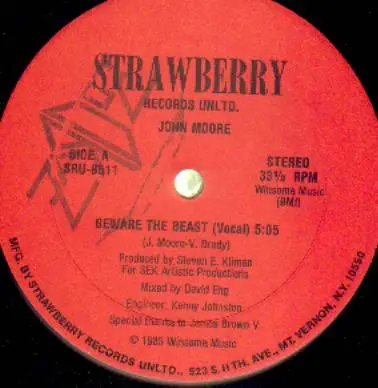 STRAWBERRY
RECORDS UNLTD.
JOHN MOORE
SIDE A
SRU-8511
STEREO
33⅓ RPM
Winsome Music
(BMI)
BEWARE THE BEAST (Vocal) 5:05
(J. Moore-V. Brady)
Produced by Steven E. Kliman
For SEK Artistic Productions
Mixed by David Eng
Engineer: Kenny Johnston
Special thanks to James Brown V.
© 1985 Winsome Music
MFG. BY STRAWBERRY RECORDS UNLTD., 523 S. 11TH. AVE., MT. VERNON, N.Y. 10550